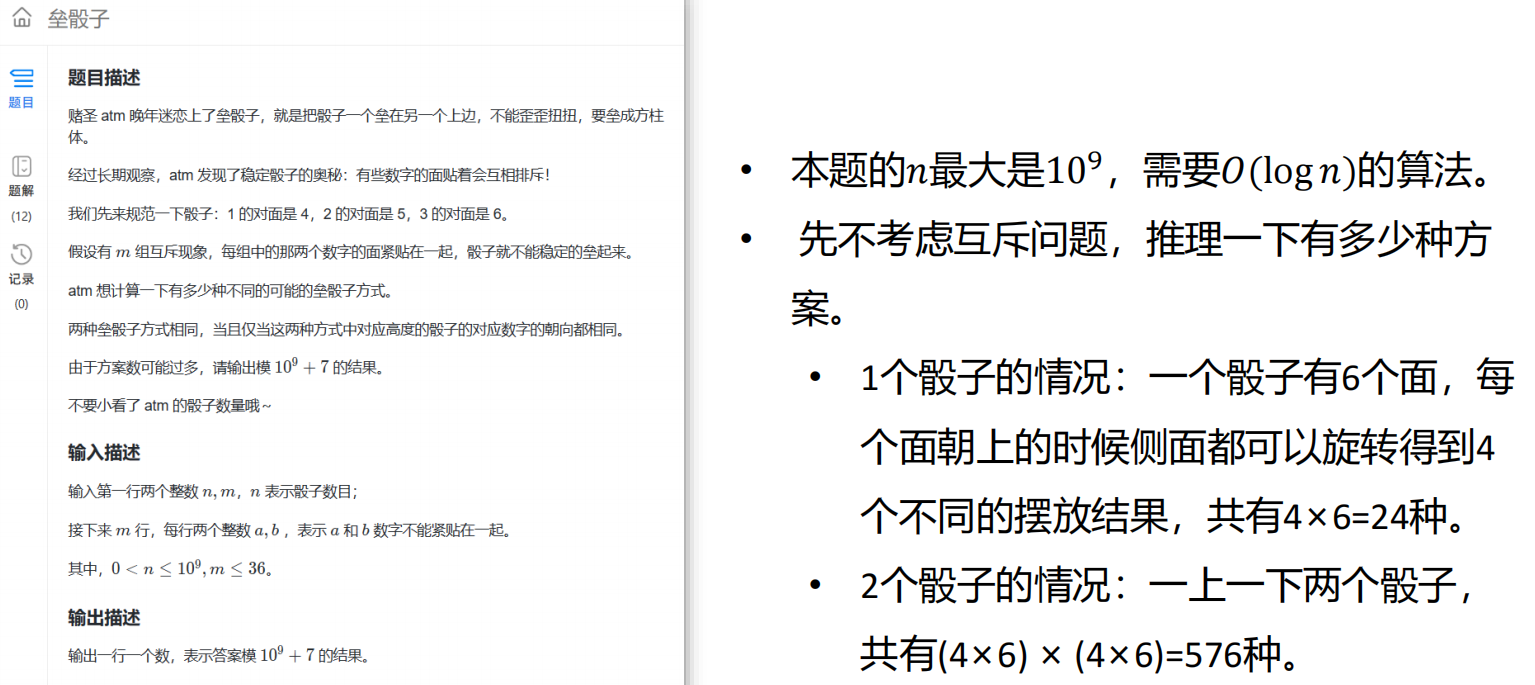 垒骰子
题目
题解
(12)
记录
(0)
题目描述
赌圣 atm 晚年迷恋上了垒骰子，就是把骰子一个垒在另一个上边，不能歪歪扭扭，要垒成方柱
体。
经过长期观察，atm 发现了稳定骰子的奥秘：有些数字的面贴着会互相排斥！
我们先来规范一下骰子：1 的对面是 4，2 的对面是 5，3 的对面是 6。
假设有 m 组互斥现象，每组中的那两个数字的面紧贴在一起，骰子就不能稳定的垒起来。
atm 想计算一下有多少种不同的可能的垒骰子方式。
两种垒骰子方式相同，当且仅当这两种方式中对应高度的骰子的对应数字的朝向都相同。
由于方案数可能过多，请输出模 10⁹ + 7 的结果。
不要小看了 atm 的骰子数量哦～
输入描述
输入第一行两个整数 n, m，n 表示骰子数目；
接下来 m 行，每行两个整数 a, b ，表示 a 和 b 数字不能紧贴在一起。
其中，0 < n ≤ 10⁹, m ≤ 36。
输出描述
输出一行一个数，表示答案模 10⁹ + 7 的结果。
• 本题的n最大是10⁹，需要O(log n)的算法。
• 先不考虑互斥问题，推理一下有多少种方
案。
• 1个骰子的情况：一个骰子有6个面，每
个面朝上的时候侧面都可以旋转得到4
个不同的摆放结果，共有4×6=24种。
• 2个骰子的情况：一上一下两个骰子，
共有(4×6) × (4×6)=576种。